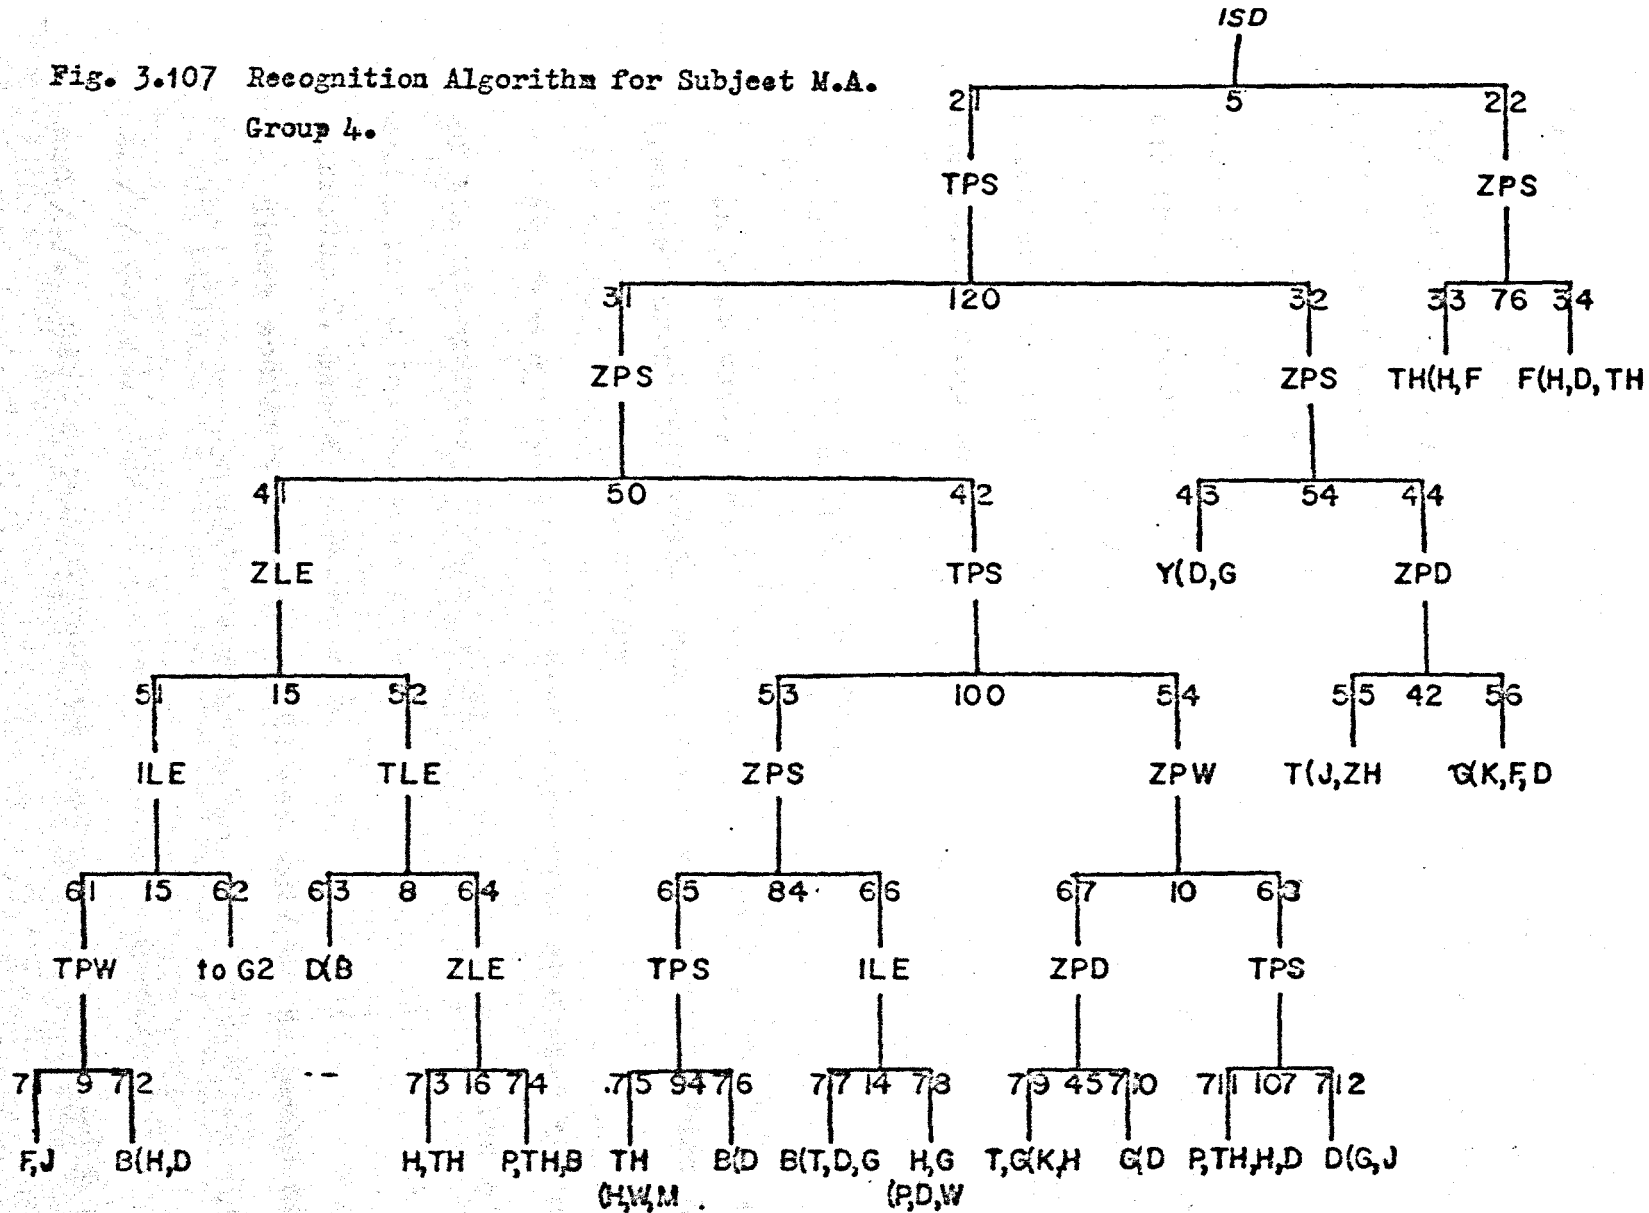 ISD
Fig. 3.107 Recognition Algorithm for Subject M.A.
Group 4.
21 5 22
TPS ZPS
31 120 32 33 76 34
ZPS ZPS TH(H,F F(H,D,TH
41 50 42 43 54 44
ZLE TPS Y(D,G ZPD
51 15 52 53 100 54 55 42 56
ILE TLE ZPS ZPW T(J,ZH G(K,F,D
61 15 62 63 8 64 65 84 66 67 10 63
TPW to G2 D(B ZLE TPS ILE ZPD TPS
71 9 72 73 16 74 75 94 76 77 14 78 79 45 710 711 107 712
F,J B(H,D H,TH P,TH,B TH B(D B(T,D,G H,G T,G(K,H G(D P,TH,H,D D(G,J
(H,W,M (P,D,W